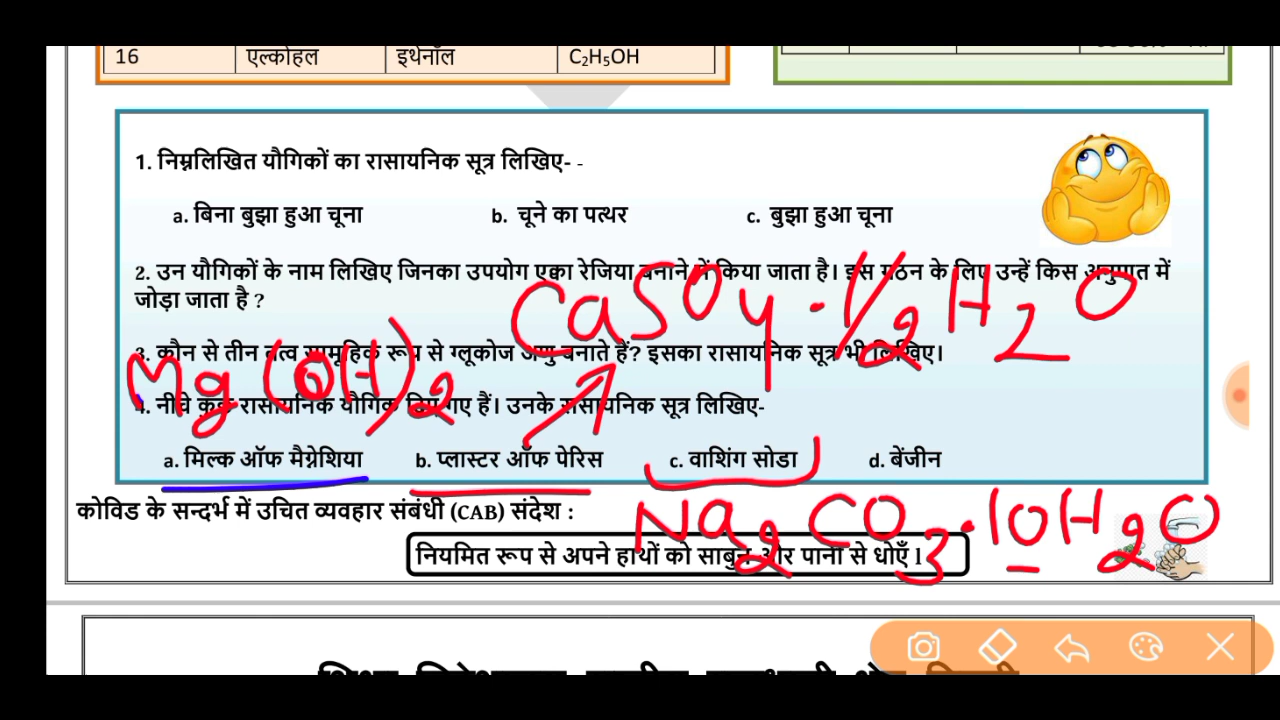 16 एल्कोहल इथेनॉल C₂H₅OH
1. निम्नलिखित यौगिकों का रासायनिक सूत्र लिखिए- -
a. बिना बुझा हुआ चूना b. चूने का पत्थर c. बुझा हुआ चूना
2. उन यौगिकों के नाम लिखिए जिनका उपयोग एक्वा रेजिया बनाने में किया जाता है। इस गठन के लिए उन्हें किस अनुपात में
जोड़ा जाता है ?
CaSO4.1/2H2O
3. कौन से तीन तत्व सामूहिक रूप से ग्लूकोज अणु बनाते हैं? इसका रासायनिक सूत्र भी लिखिए।
Mg(OH)2
4. नीचे कुछ रासायनिक यौगिक दिए गए हैं। उनके रासायनिक सूत्र लिखिए-
a. मिल्क ऑफ मैग्नेशिया b. प्लास्टर ऑफ पेरिस c. वाशिंग सोडा d. बेंजीन
कोविड के सन्दर्भ में उचित व्यवहार संबंधी (CAB) संदेश :
Na2CO3.10H2O
नियमित रूप से अपने हाथों को साबुन और पानी से धोएँ l